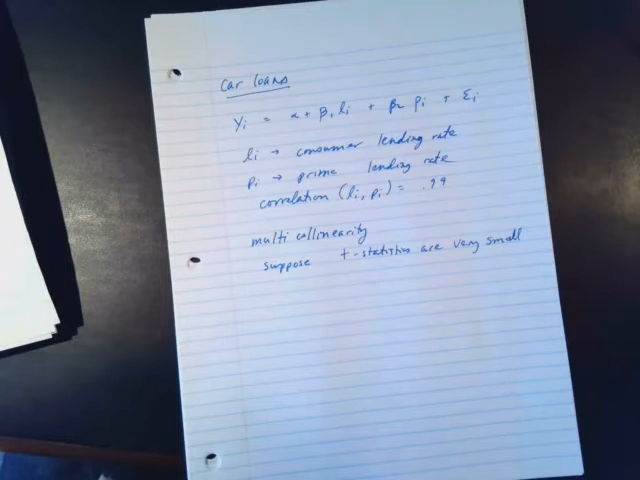 Car loans
Yi = α + β1 li + β2 Pi + Σi
li → consumer lending rate
Pi → prime lending rate
correlation (li, Pi) = .99
multi collinearity
suppose t-statistics are very small